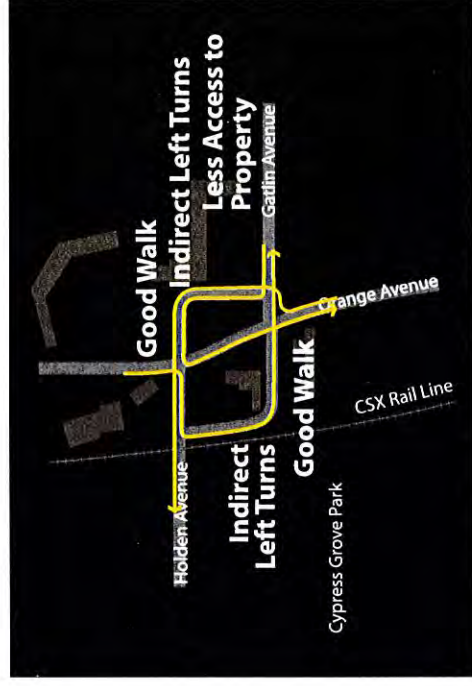 Good Walk
Indirect Left Turns
Less Access to
Property
Gatlin Avenue
Orange Avenue
Good Walk
CSX Rail Line
Holden Avenue
Indirect
Left Turns
Cypress Grove Park